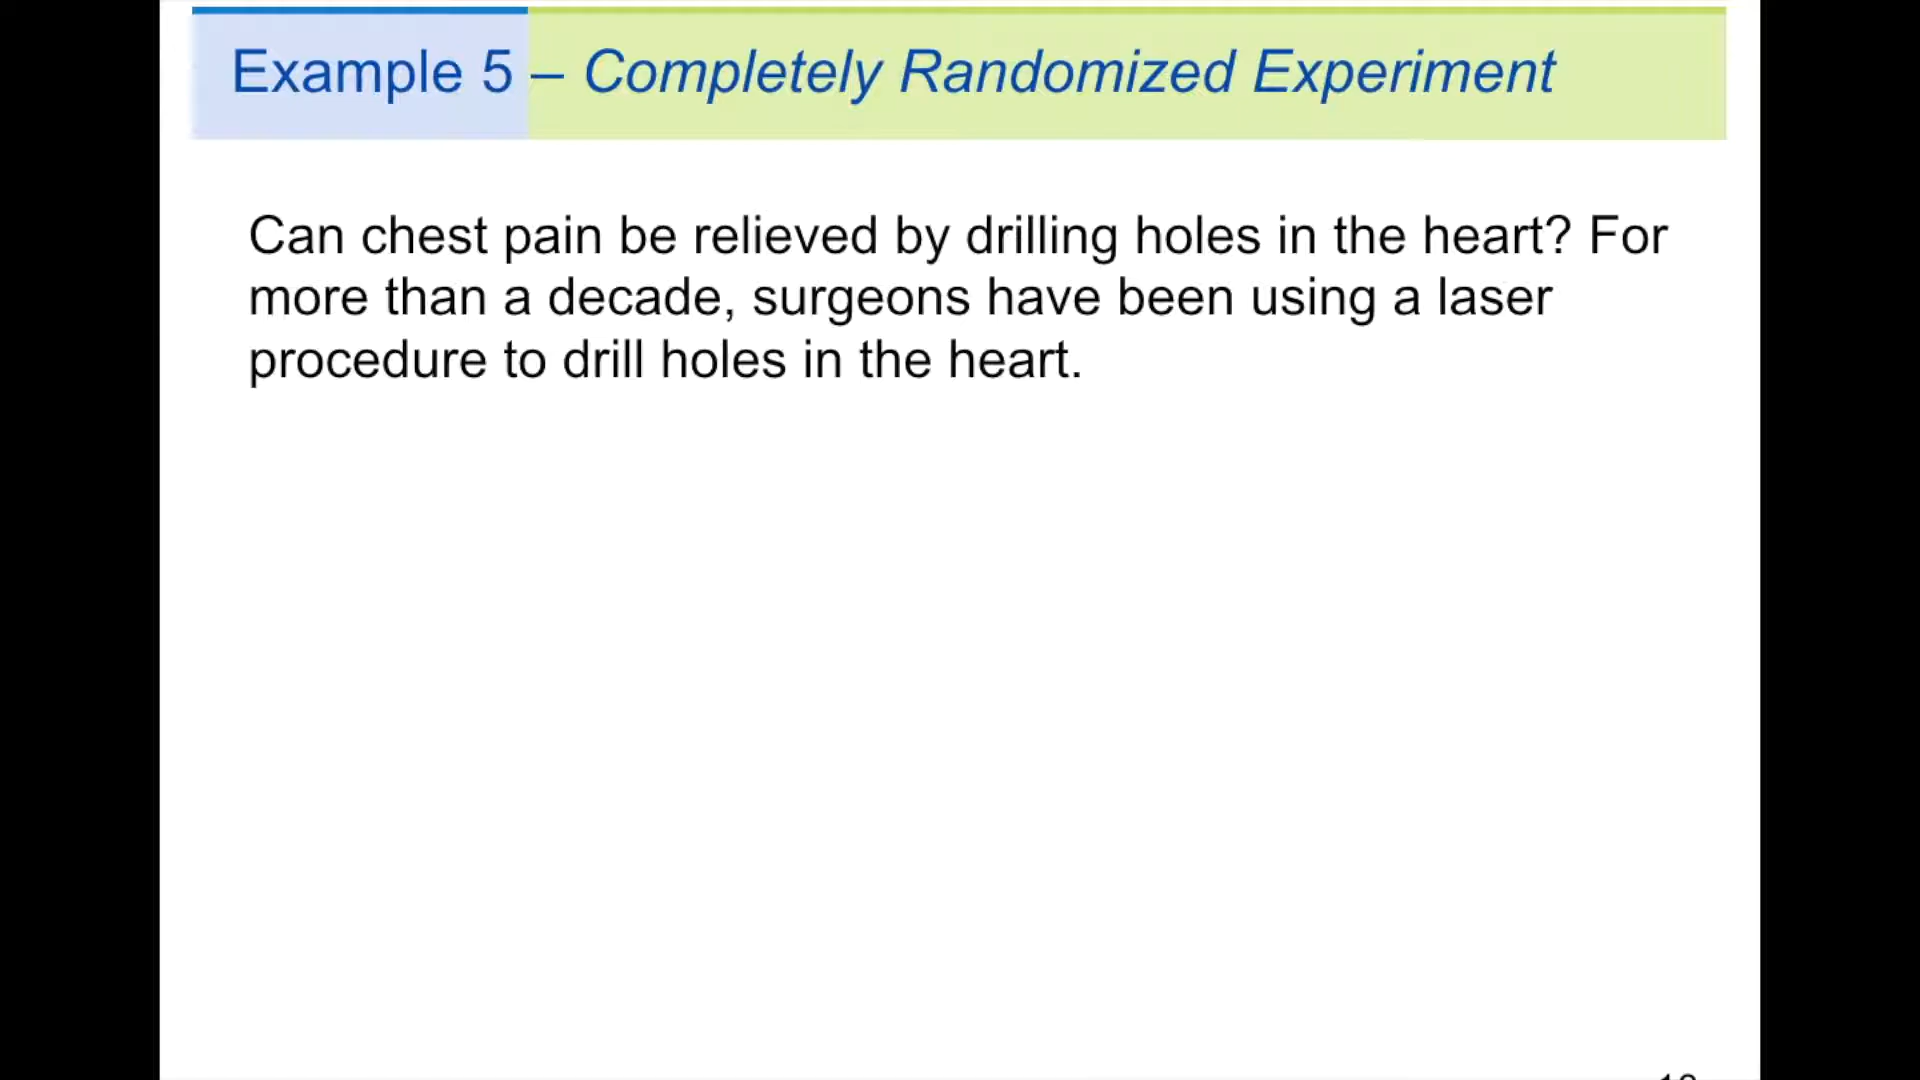 Example 5 – Completely Randomized Experiment
Can chest pain be relieved by drilling holes in the heart? For
more than a decade, surgeons have been using a laser
procedure to drill holes in the heart.